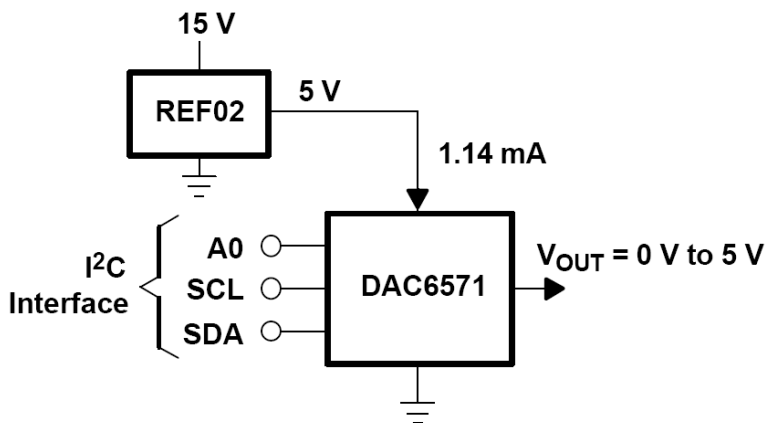 15 V
REF02
5 V
1.14 mA
I²C
Interface
A0
SCL
SDA
DAC6571
VOUT = 0 V to 5 V